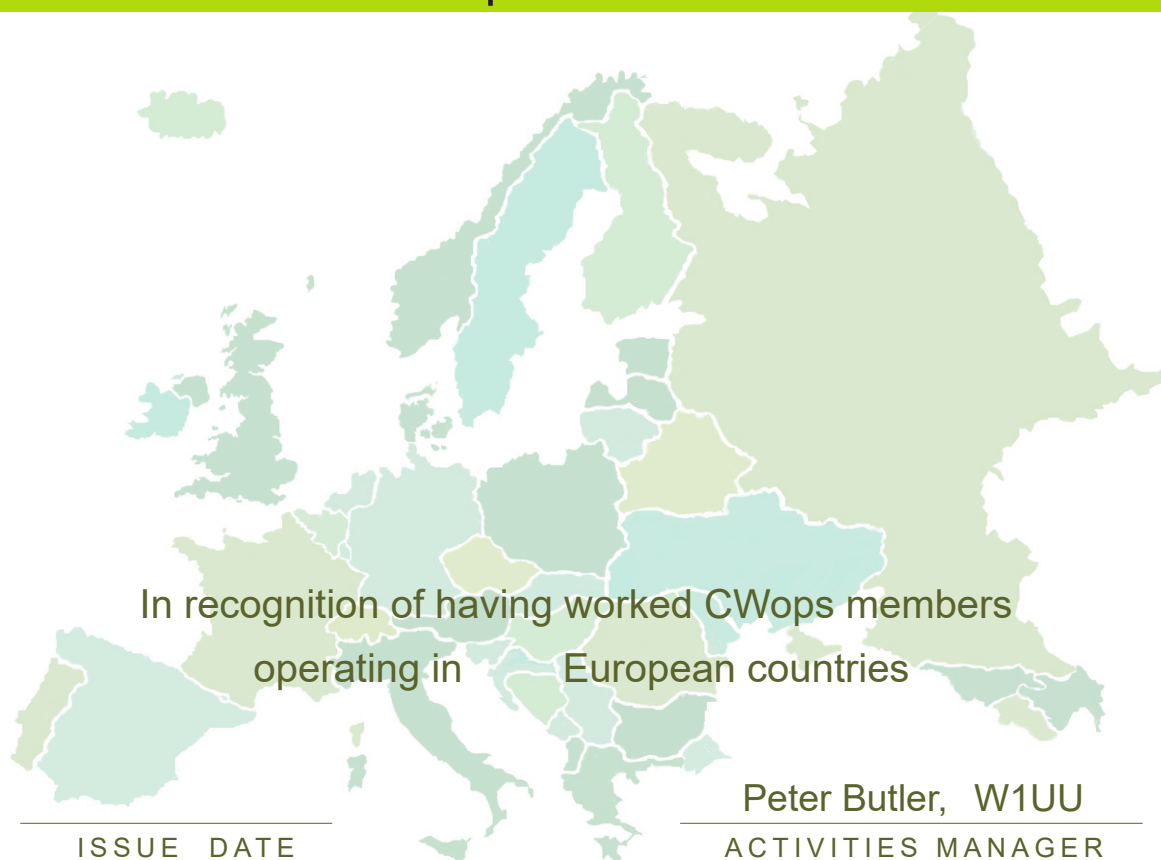 In recognition of having worked CWops members
operating in European countries
Peter Butler, W1UU
ISSUE DATE
ACTIVITIES MANAGER